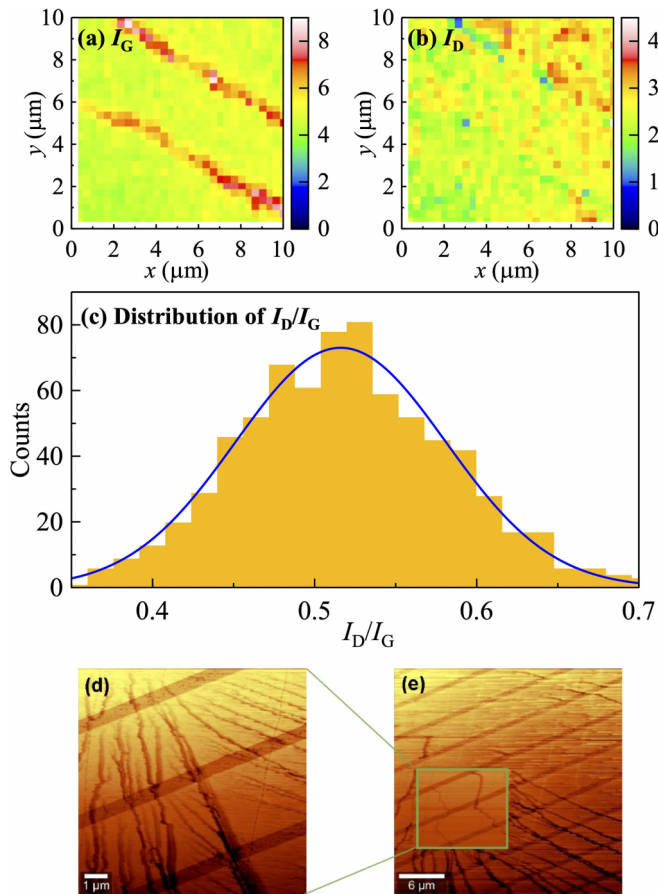 (a) I_G
(b) I_D
10
8
6
4
2
0
y (μm)
0 2 4 6 8 10
x (μm)
8
6
4
2
0
10
8
6
4
2
0
y (μm)
0 2 4 6 8 10
x (μm)
4
3
2
1
0
(c) Distribution of I_D/I_G
80
60
40
20
0
Counts
0.4 0.5 0.6 0.7
I_D/I_G
(d)
1 μm
(e)
6 μm